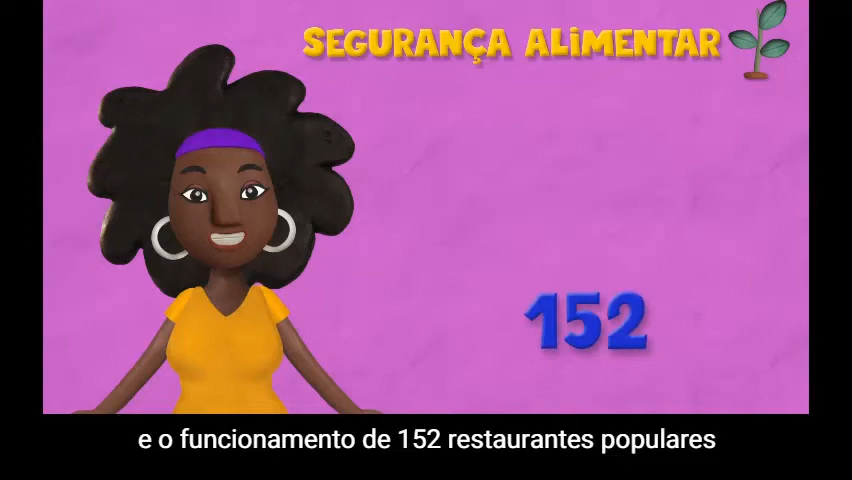 SEGURANÇA ALIMENTAR
152
e o funcionamento de 152 restaurantes populares